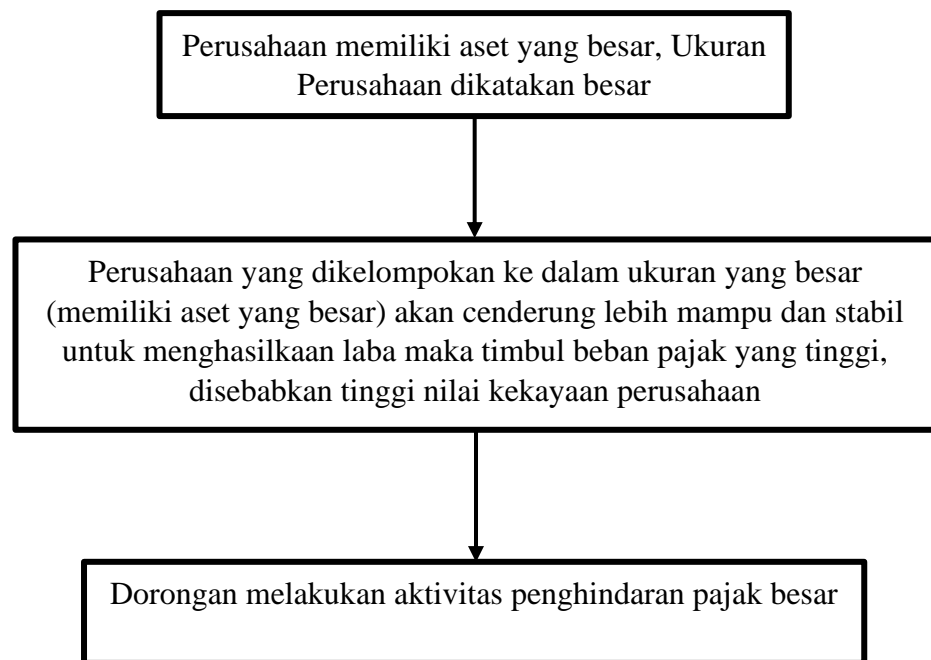 Perusahaan memiliki aset yang besar, Ukuran
Perusahaan dikatakan besar
Perusahaan yang dikelompokan ke dalam ukuran yang besar
(memiliki aset yang besar) akan cenderung lebih mampu dan stabil
untuk menghasilkaan laba maka timbul beban pajak yang tinggi,
disebabkan tinggi nilai kekayaan perusahaan
Dorongan melakukan aktivitas penghindaran pajak besar